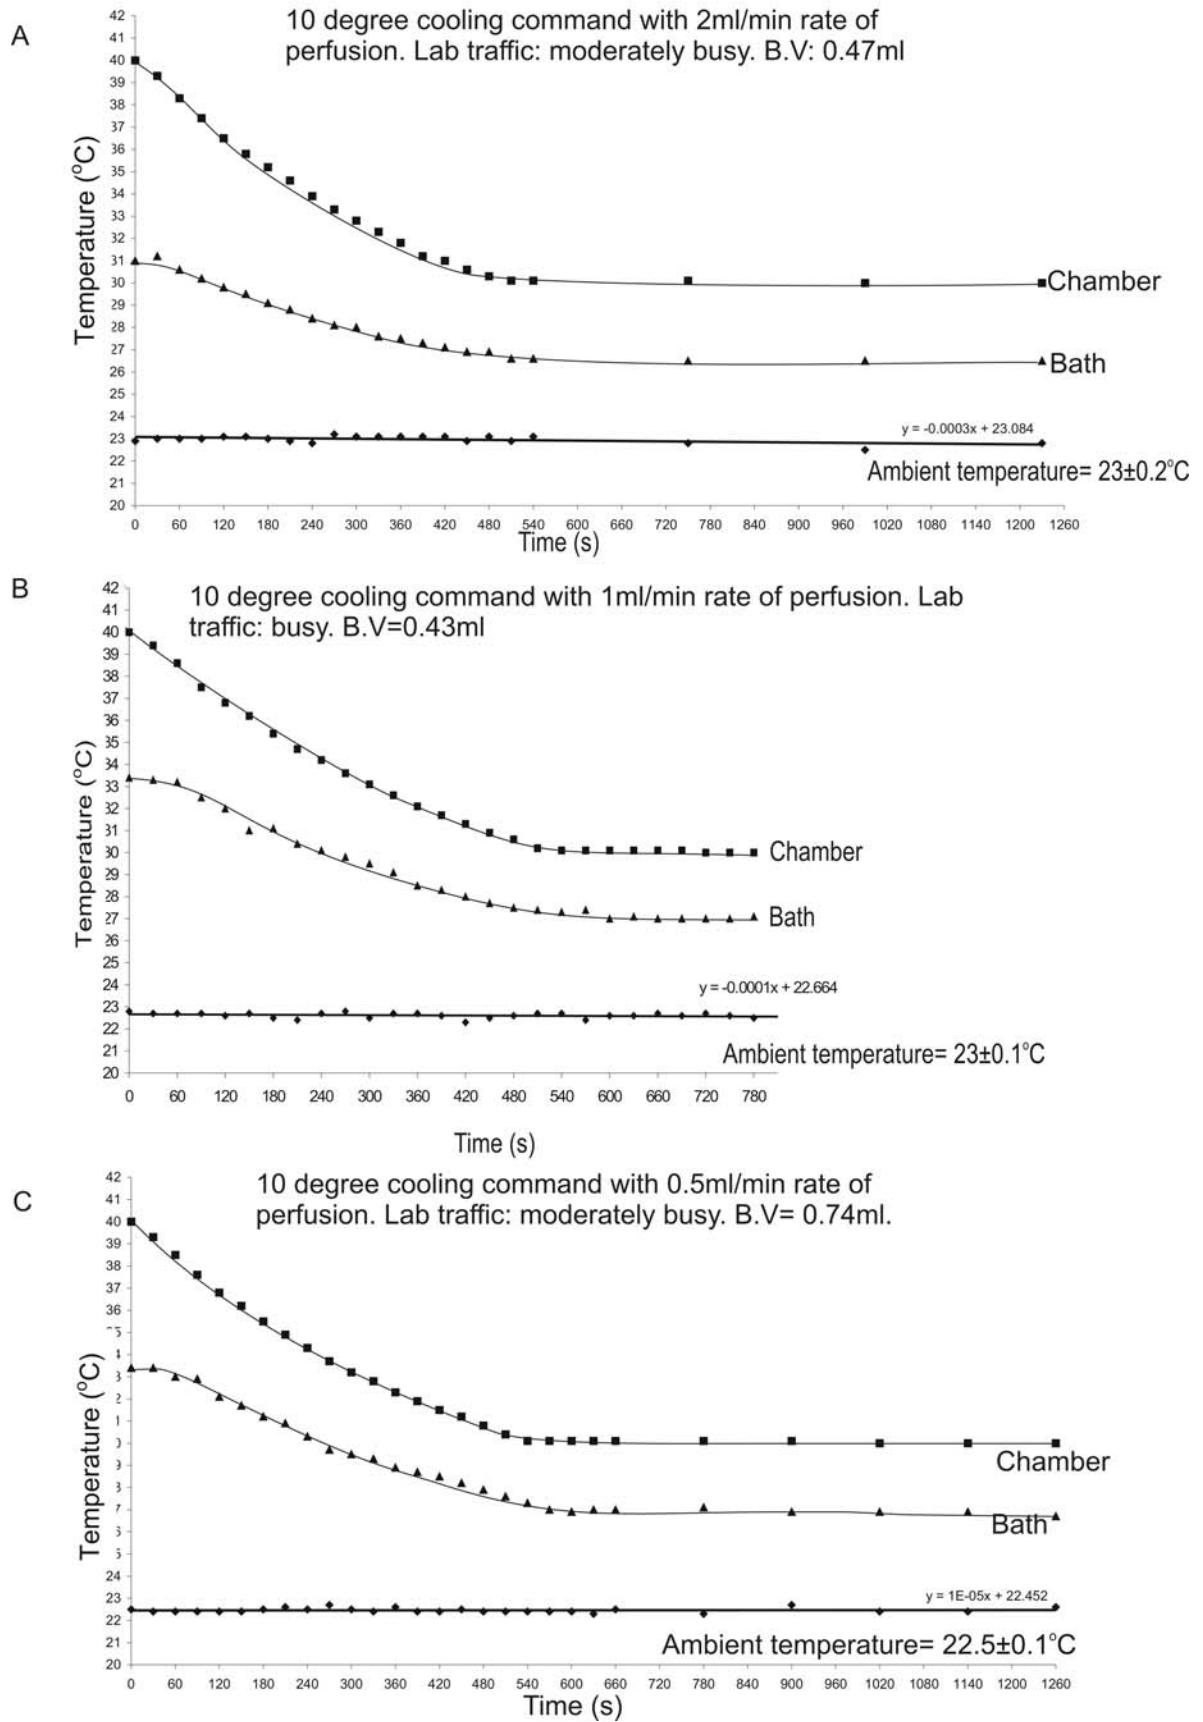 A
10 degree cooling command with 2ml/min rate of
perfusion. Lab traffic: moderately busy. B.V: 0.47ml
Temperature (°C)
42
41
40
39
38
37
36
35
34
33
32
31
30
29
28
27
26
25
24
23
22
21
20
Chamber
Bath
y = -0.0003x + 23.084
Ambient temperature= 23±0.2°C
0 60 120 180 240 300 360 420 480 540 600 660 720 780 840 900 960 1020 1080 1140 1200 1260
Time (s)
B
10 degree cooling command with 1ml/min rate of perfusion. Lab
traffic: busy. B.V=0.43ml
Temperature (°C)
42
41
40
39
38
37
36
35
34
33
32
31
30
29
28
27
26
25
24
23
22
21
20
Chamber
Bath
y = -0.0001x + 22.664
Ambient temperature= 23±0.1°C
0 60 120 180 240 300 360 420 480 540 600 660 720 780
Time (s)
C
10 degree cooling command with 0.5ml/min rate of
perfusion. Lab traffic: moderately busy. B.V= 0.74ml.
Temperature (°C)
42
41
40
39
38
37
36
24
23
22
21
20
Chamber
Bath
y = 1E-05x + 22.452
Ambient temperature= 22.5±0.1°C
0 60 120 180 240 300 360 420 480 540 600 660 720 780 840 900 960 1020 1080 1140 1200 1260
Time (s)